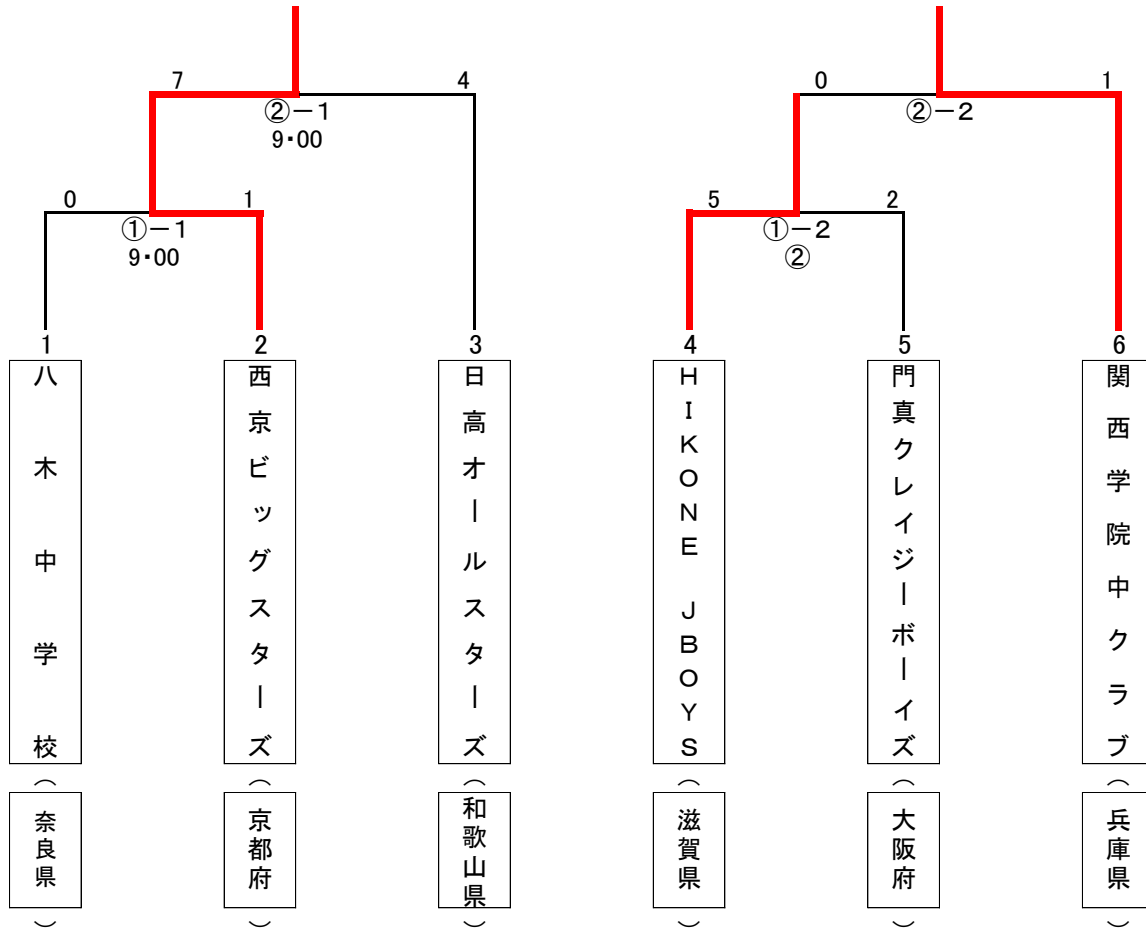 7 4 0 1
②－1 ②－2
9・00
0 1 5 2
①－1 ①－2
9・00 ②
1 2 3 4 5 6
八木中学校
（奈良県）
西京ビッグスターズ
（京都府）
日高オールスターズ
（和歌山県）
ＨＩＫＯＮＥ　ＪＢＯＹＳ
（滋賀県）
門真クレイジーボーイズ
（大阪府）
関西学院中クラブ
（兵庫県）